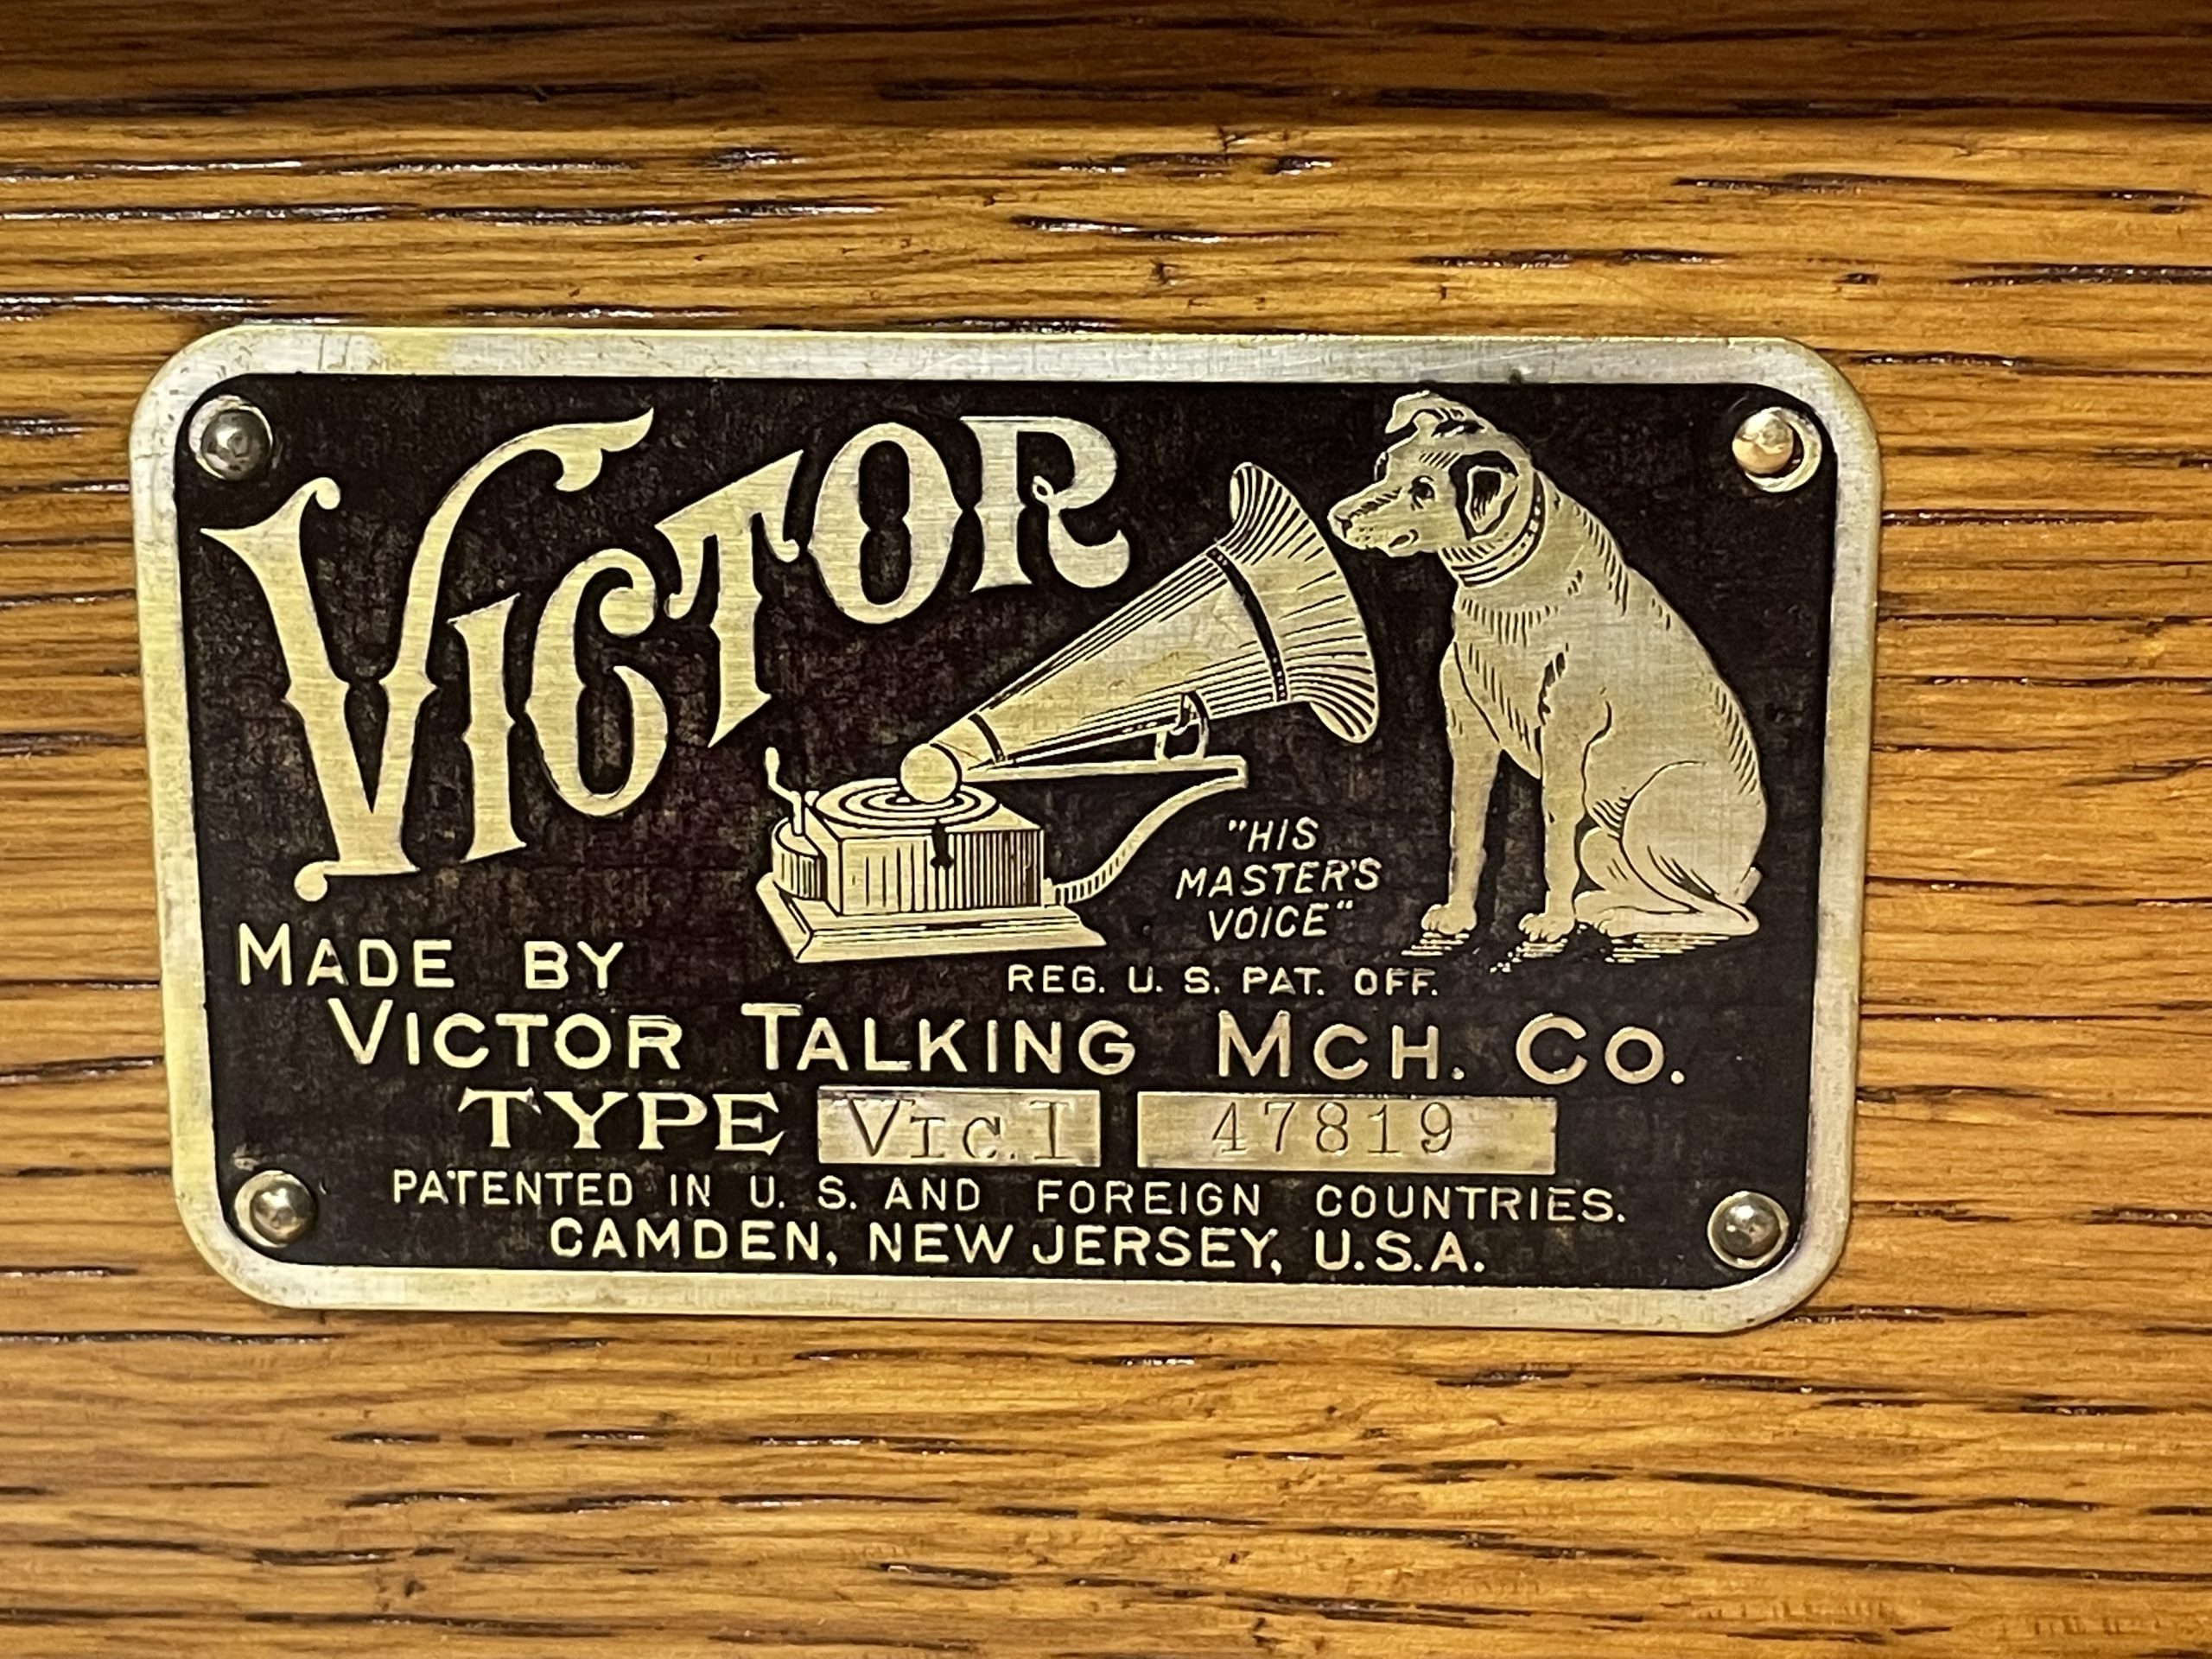 VICTOR
"HIS
MASTER'S
VOICE"
REG. U. S. PAT. OFF.
MADE BY
VICTOR TALKING MCH. CO.
TYPE VIC.I 47819
PATENTED IN U. S. AND FOREIGN COUNTRIES.
CAMDEN, NEW JERSEY, U.S.A.